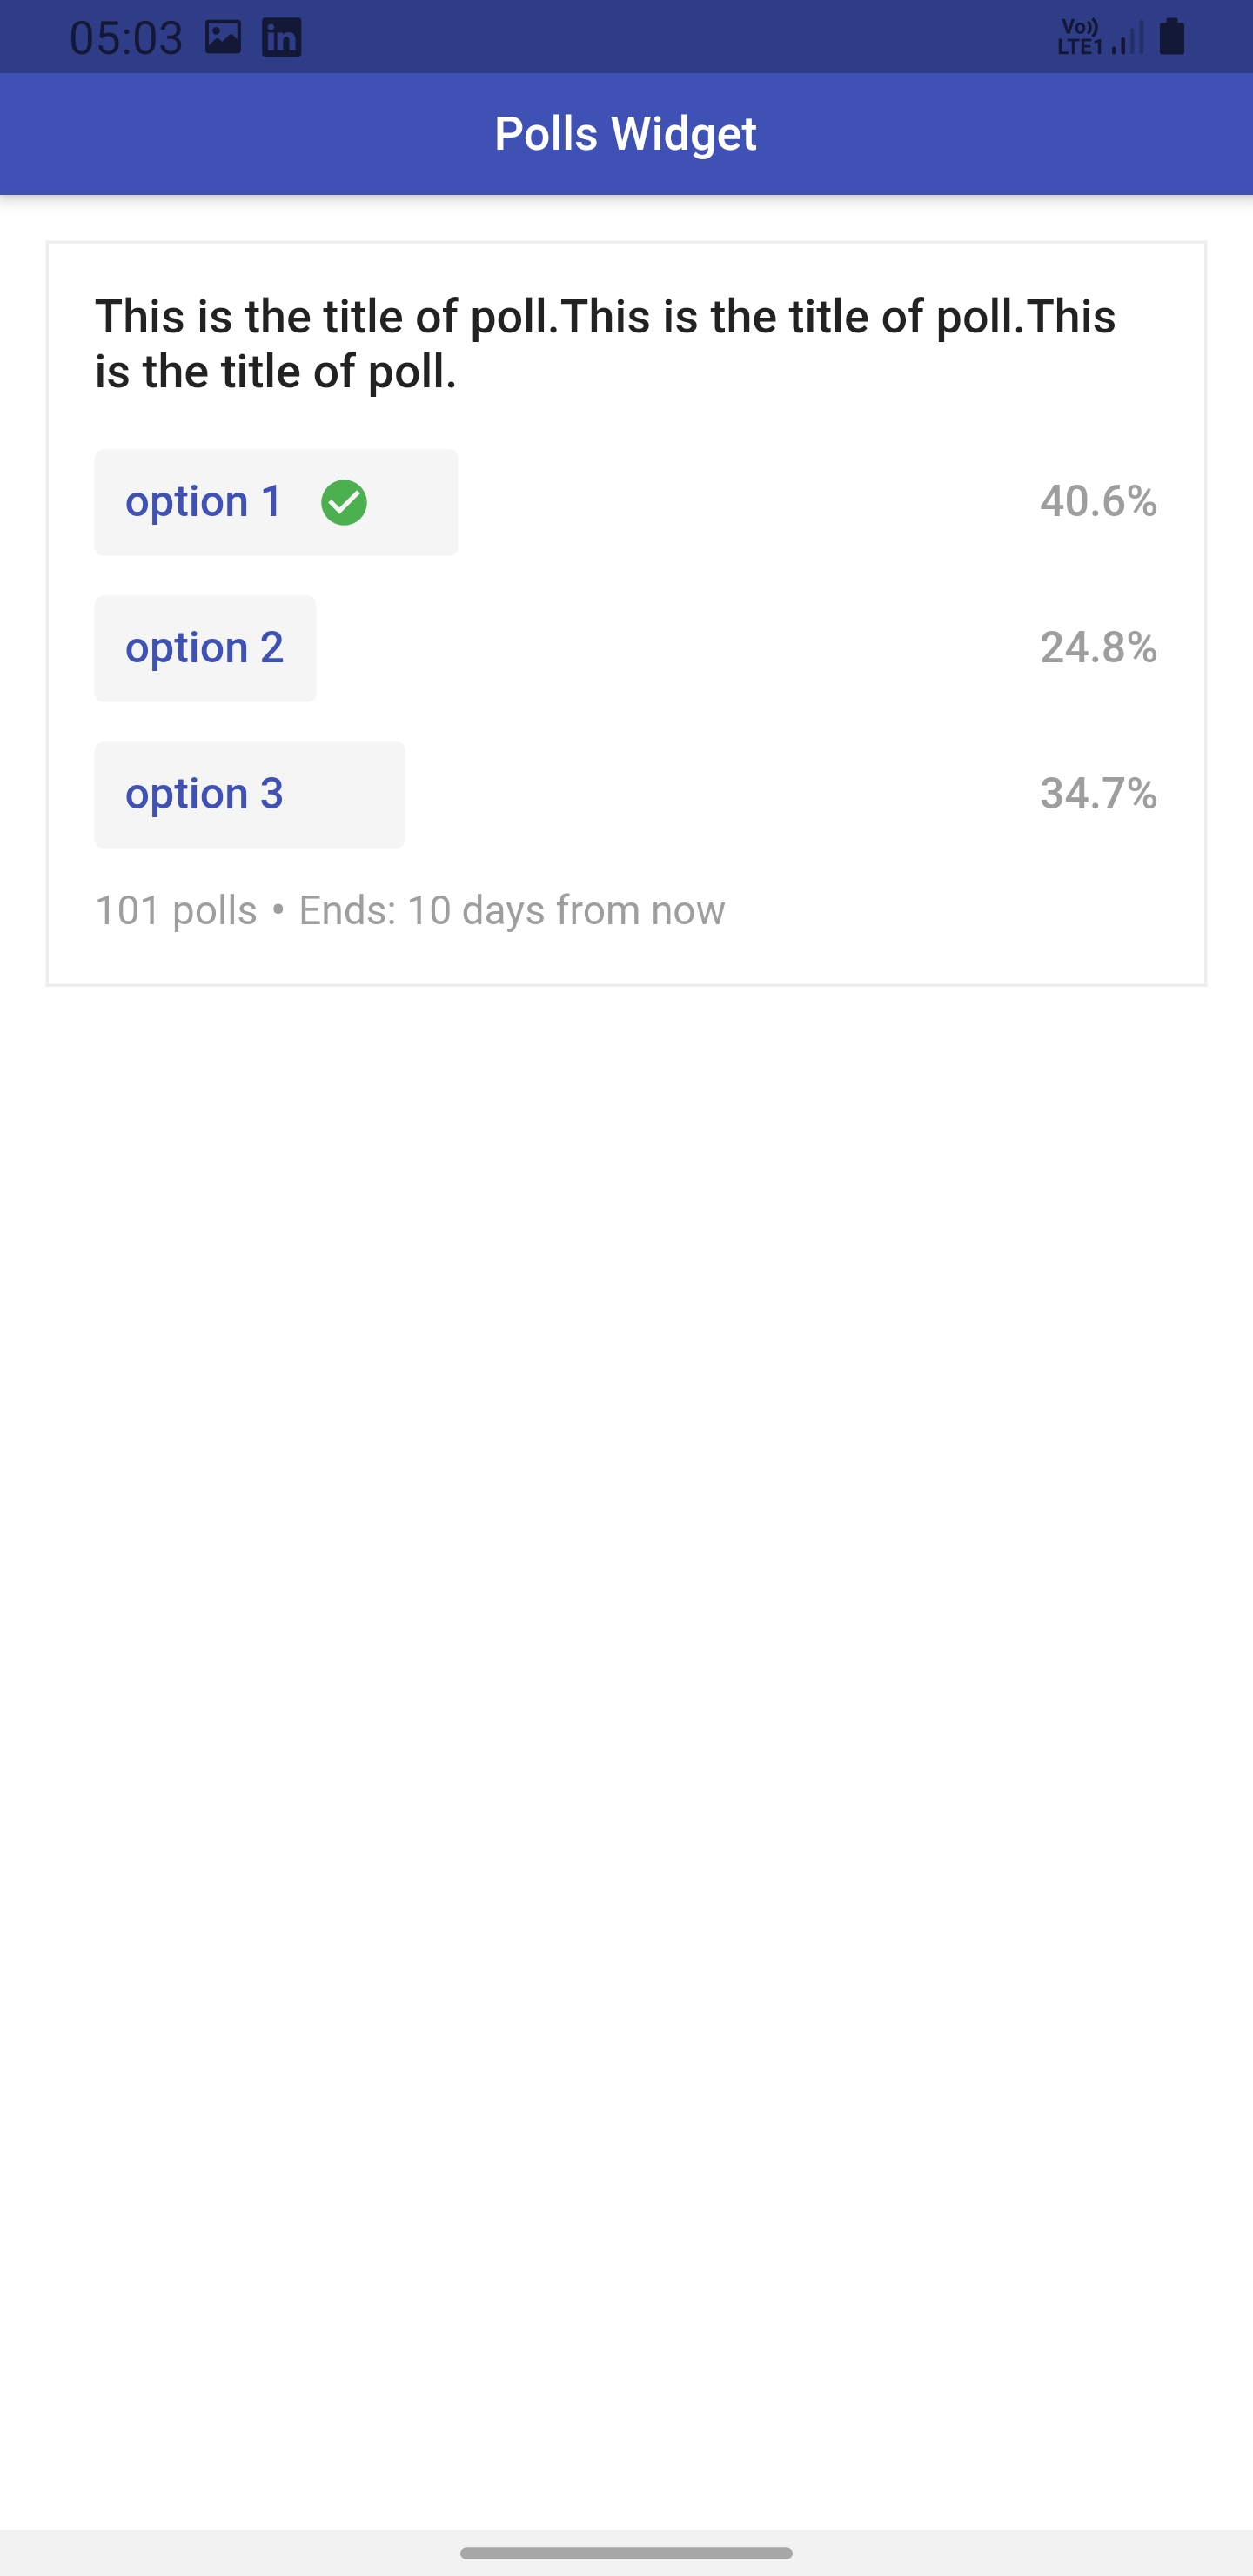 05:03 in Vo)) LTE1
Polls Widget
This is the title of poll.This is the title of poll.This
is the title of poll.
option 1 40.6%
option 2 24.8%
option 3 34.7%
101 polls • Ends: 10 days from now